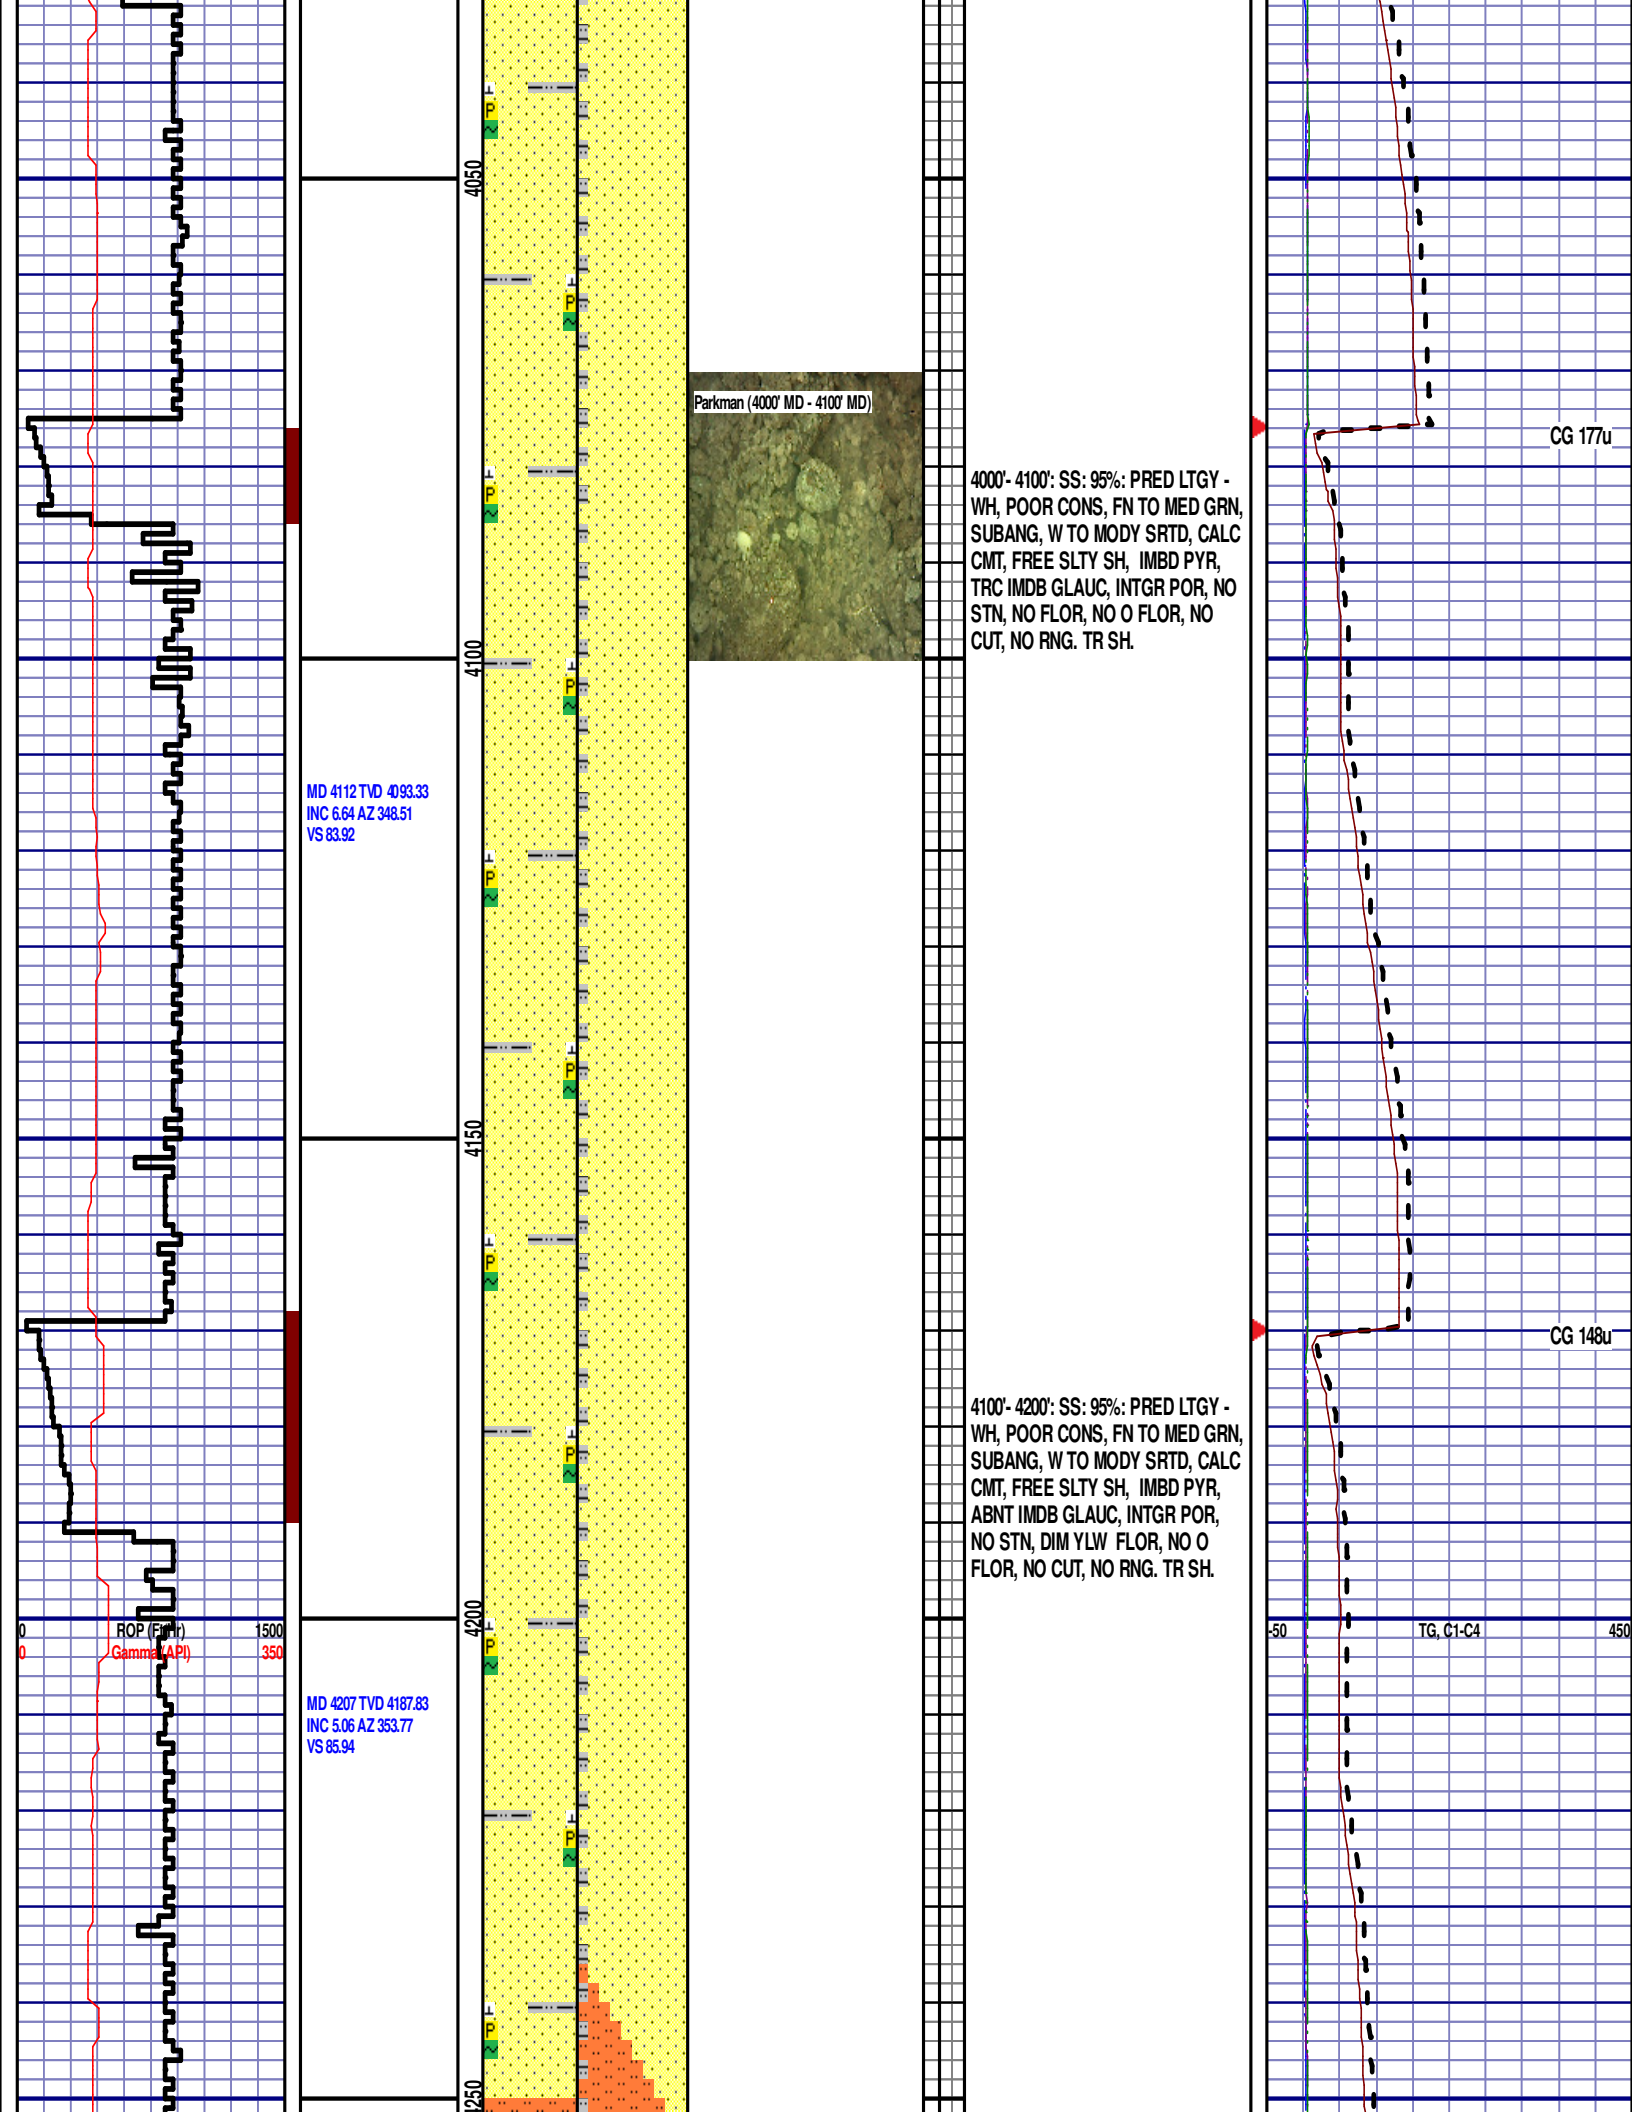 4050
Parkman (4000' MD - 4100' MD)
CG 177u
4000'- 4100': SS: 95%: PRED LTGY -
WH, POOR CONS, FN TO MED GRN,
SUBANG, W TO MODY SRTD, CALC
CMT, FREE SLTY SH, IMBD PYR,
TRC IMDB GLAUC, INTGR POR, NO
STN, NO FLOR, NO O FLOR, NO
CUT, NO RNG. TR SH.
4100
MD 4112 TVD 4093.33
INC 6.64 AZ 348.51
VS 83.92
4150
CG 148u
4100'- 4200': SS: 95%: PRED LTGY -
WH, POOR CONS, FN TO MED GRN,
SUBANG, W TO MODY SRTD, CALC
CMT, FREE SLTY SH, IMBD PYR,
ABNT IMDB GLAUC, INTGR POR,
NO STN, DIM YLW FLOR, NO O
FLOR, NO CUT, NO RNG. TR SH.
4200
0 ROP (Ft/Hr) 1500
0 Gamma (API) 350
-50 TG, C1-C4 450
MD 4207 TVD 4187.83
INC 5.06 AZ 353.77
VS 85.94
4250
P
P
P
P
P
P
P
P
P
P
P